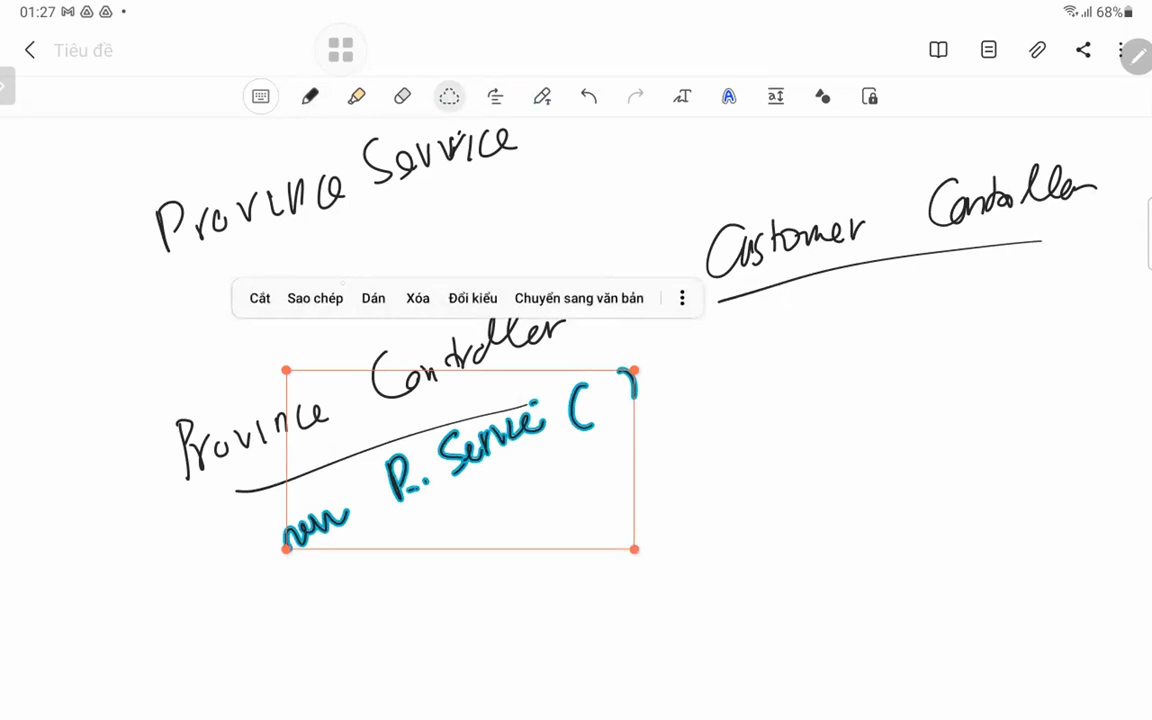 01:27 68%
Tiêu đề
Province Service
Customer Controller
Cắt Sao chép Dán Xóa Đổi kiểu Chuyển sang văn bản
Province Controller
new P. Service ( )